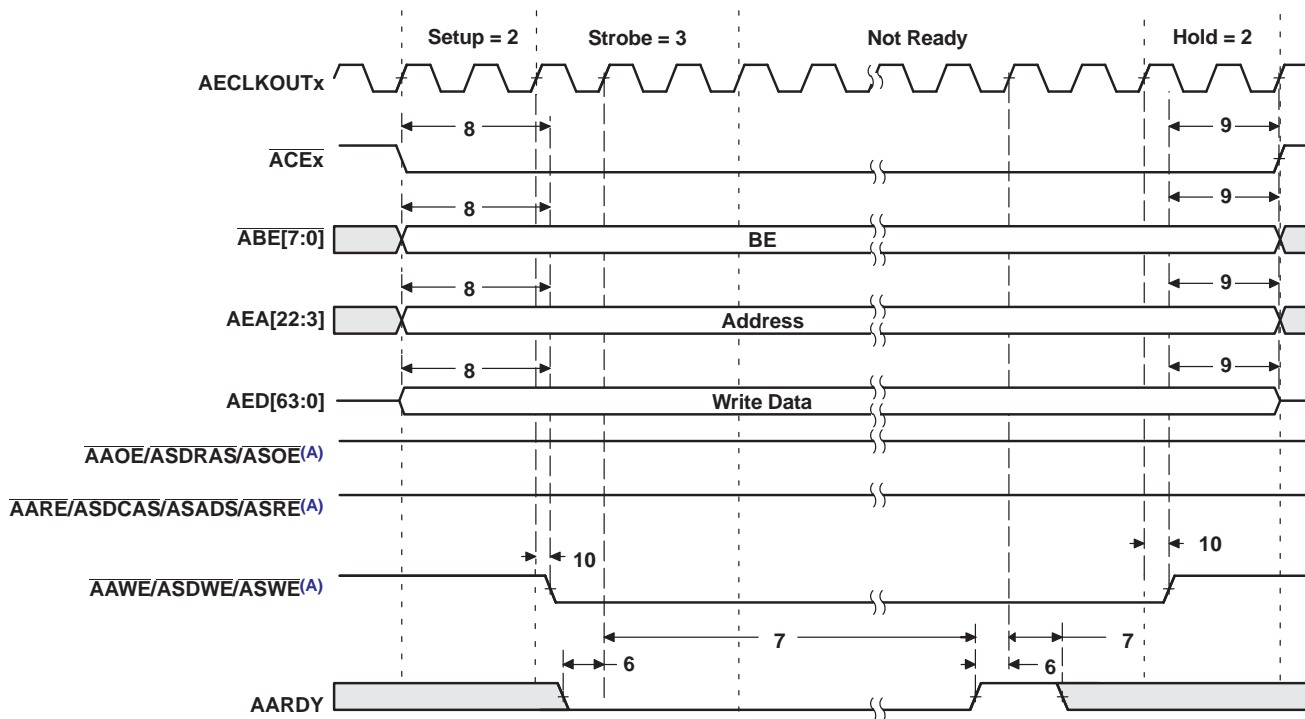 Setup = 2 Strobe = 3 Not Ready Hold = 2
AECLKOUTx
8 9
ACEx
8 9
ABE[7:0] BE
8 9
AEA[22:3] Address
8 9
AED[63:0] Write Data
AAOE/ASDRAS/ASOE(A)
AARE/ASDCAS/ASADS/ASRE(A)
10 10
AAWE/ASDWE/ASWE(A)
7 7
6 6
AARDY